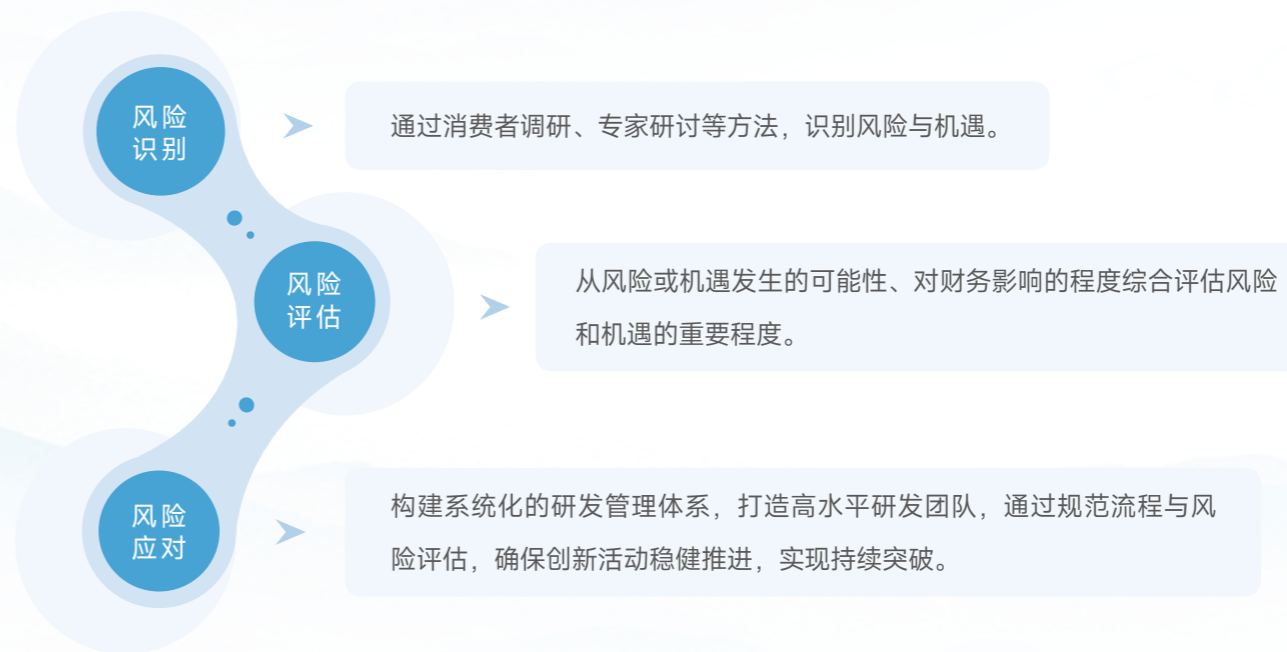 风险
识别
通过消费者调研、专家研讨等方法，识别风险与机遇。
风险
评估
从风险或机遇发生的可能性、对财务影响的程度综合评估风险
和机遇的重要程度。
风险
应对
构建系统化的研发管理体系，打造高水平研发团队，通过规范流程与风
险评估，确保创新活动稳健推进，实现持续突破。